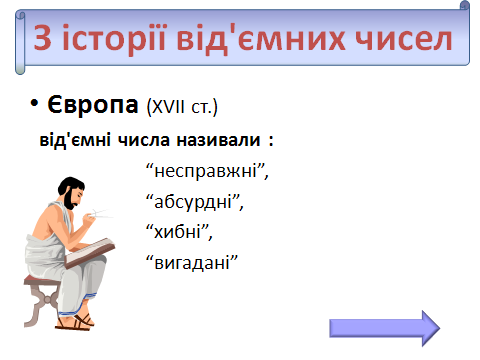 З історії від'ємних чисел
• Європа (XVII ст.)
від'ємні числа називали :
“несправжні”,
“абсурдні”,
“хибні”,
“вигадані”